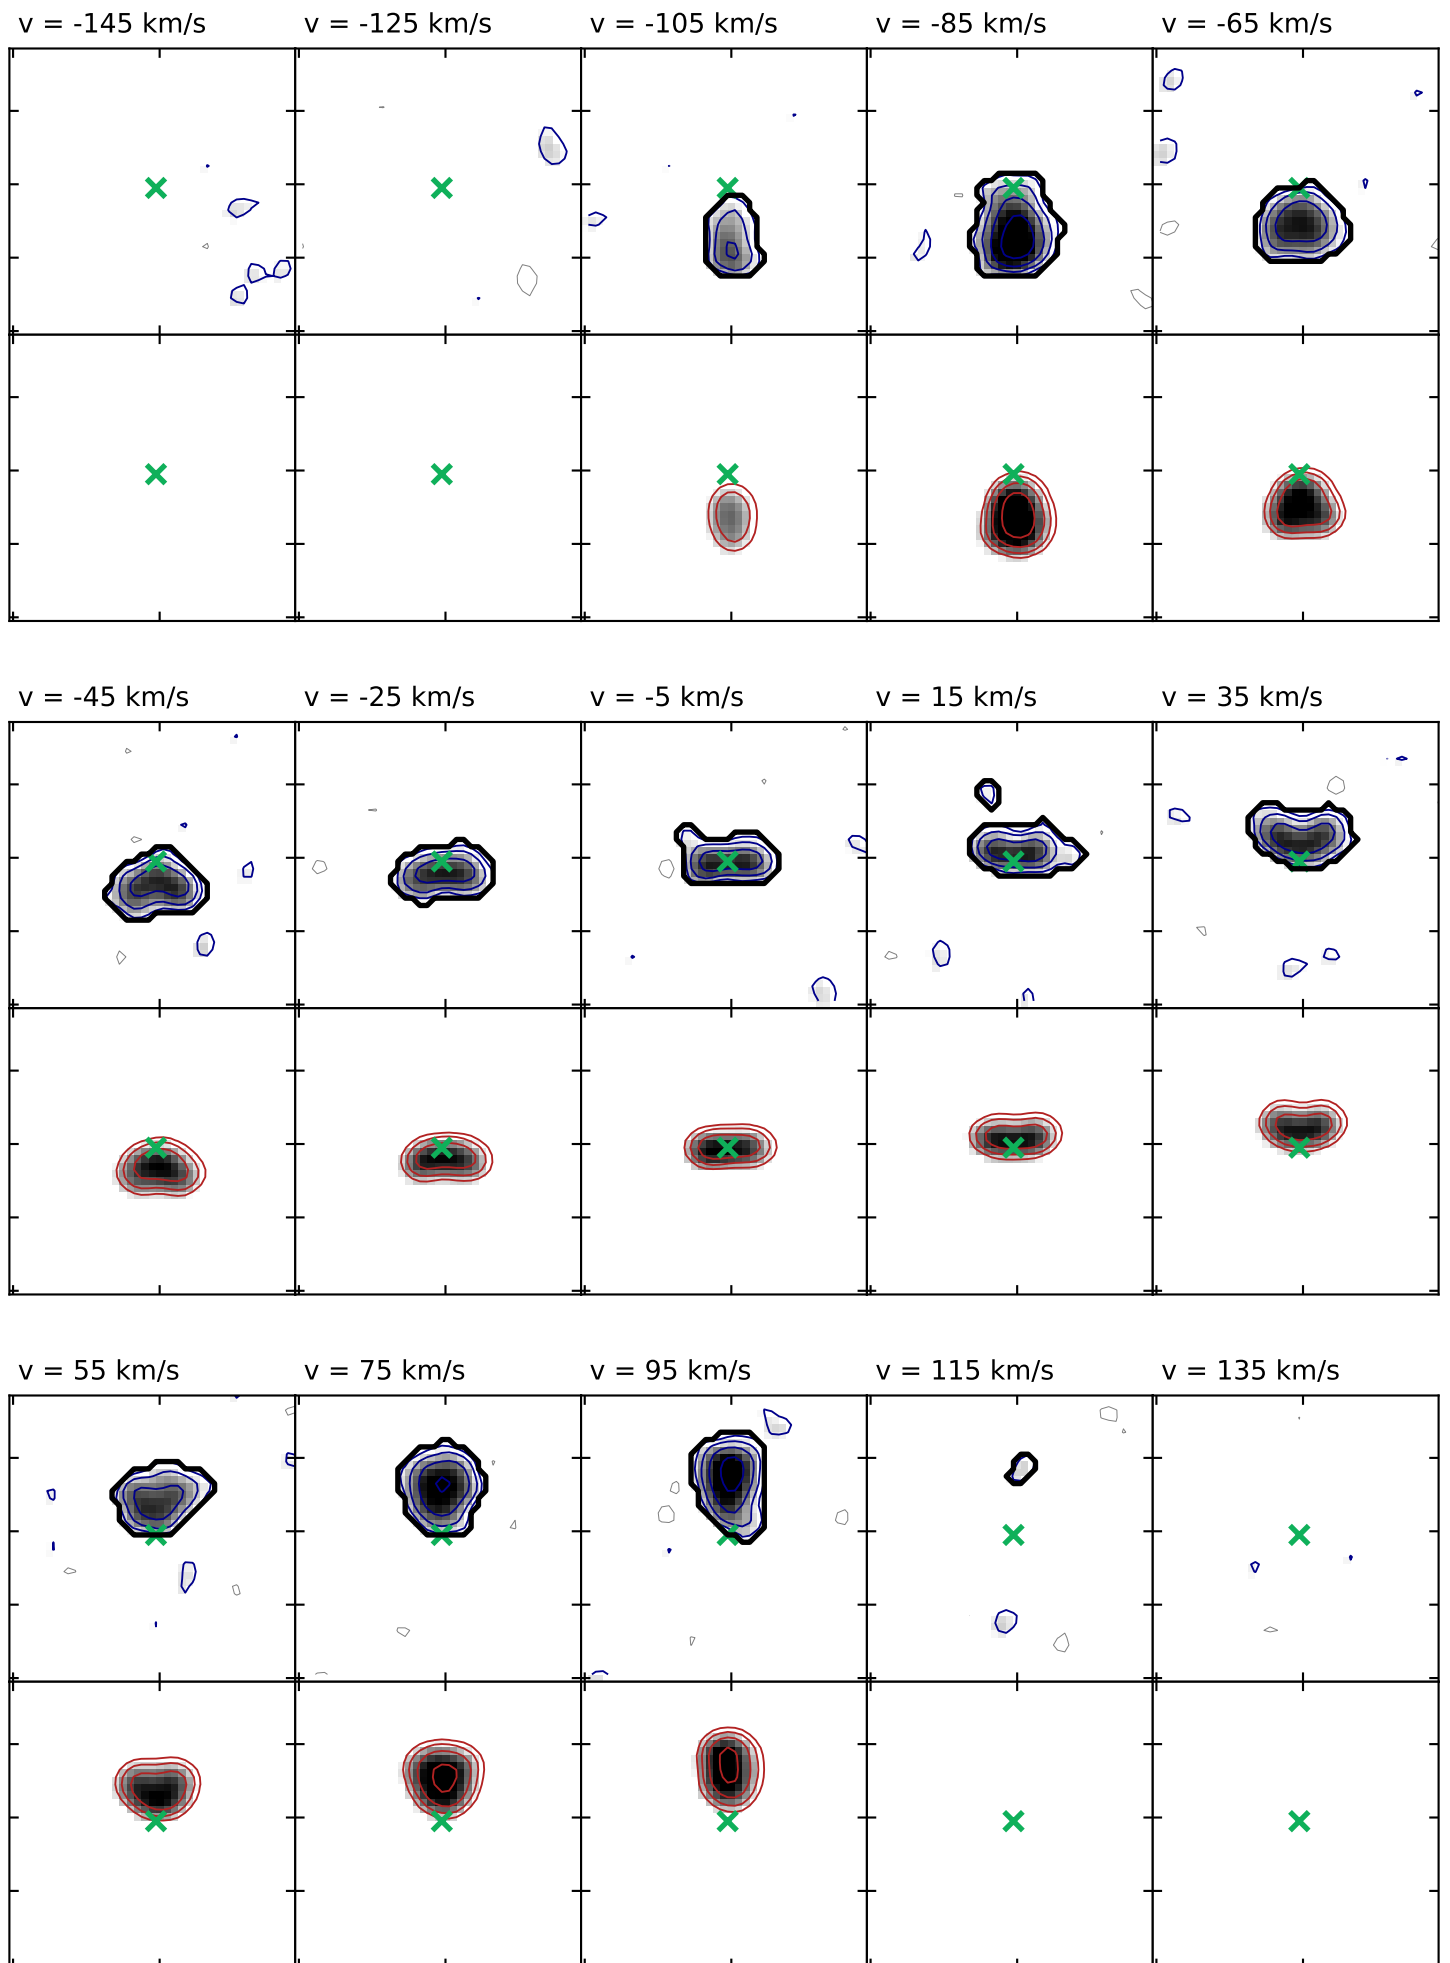 v = -145 km/s
v = -125 km/s
v = -105 km/s
v = -85 km/s
v = -65 km/s
v = -45 km/s
v = -25 km/s
v = -5 km/s
v = 15 km/s
v = 35 km/s
v = 55 km/s
v = 75 km/s
v = 95 km/s
v = 115 km/s
v = 135 km/s